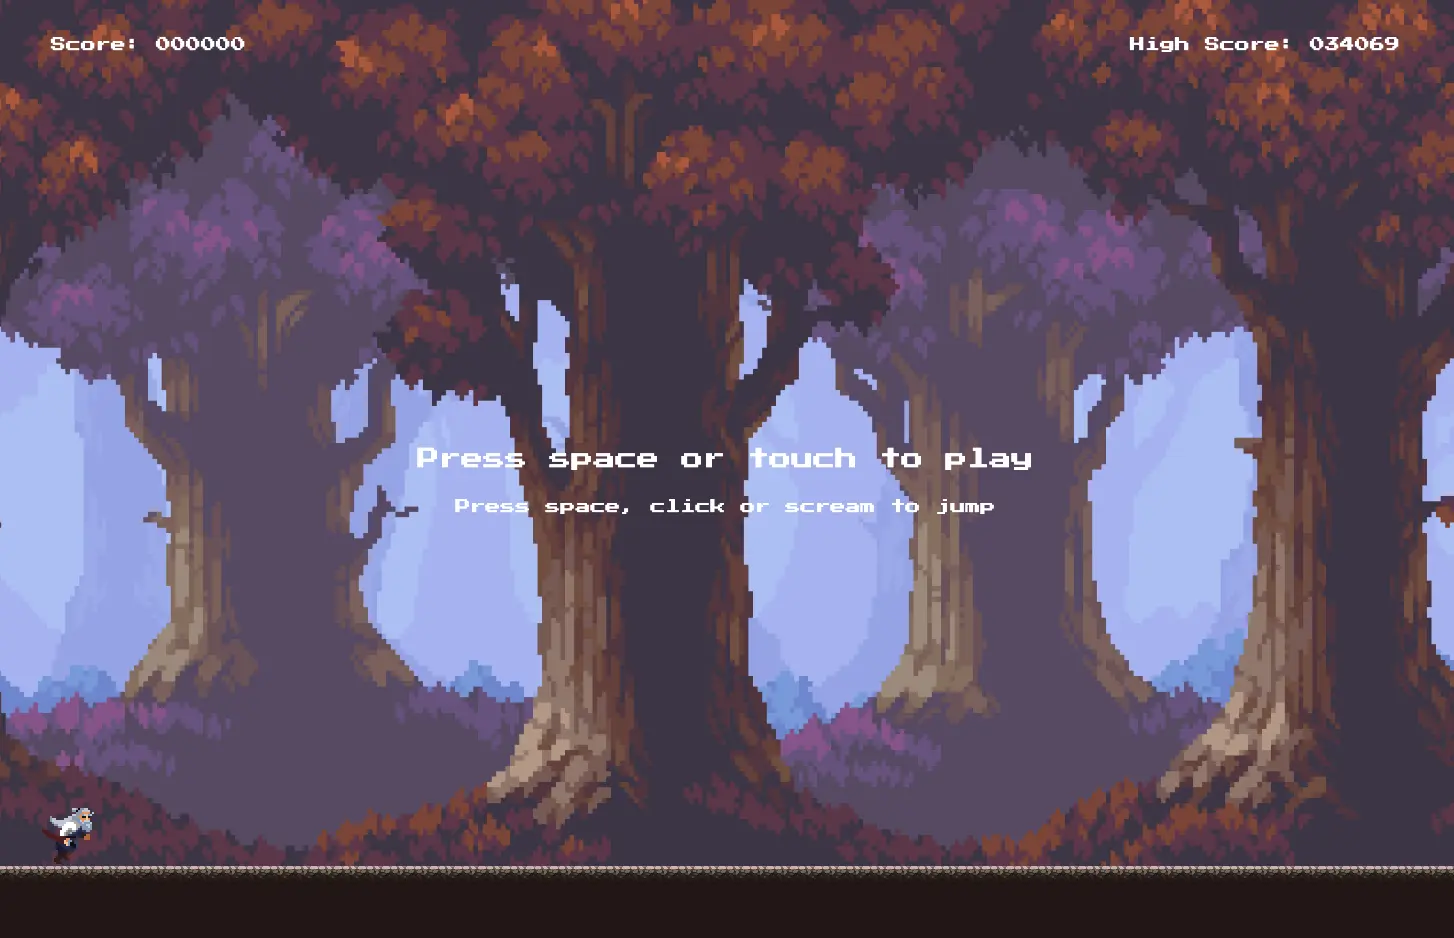 Score: 000000
High Score: 034069
Press space or touch to play
Press space, click or scream to jump